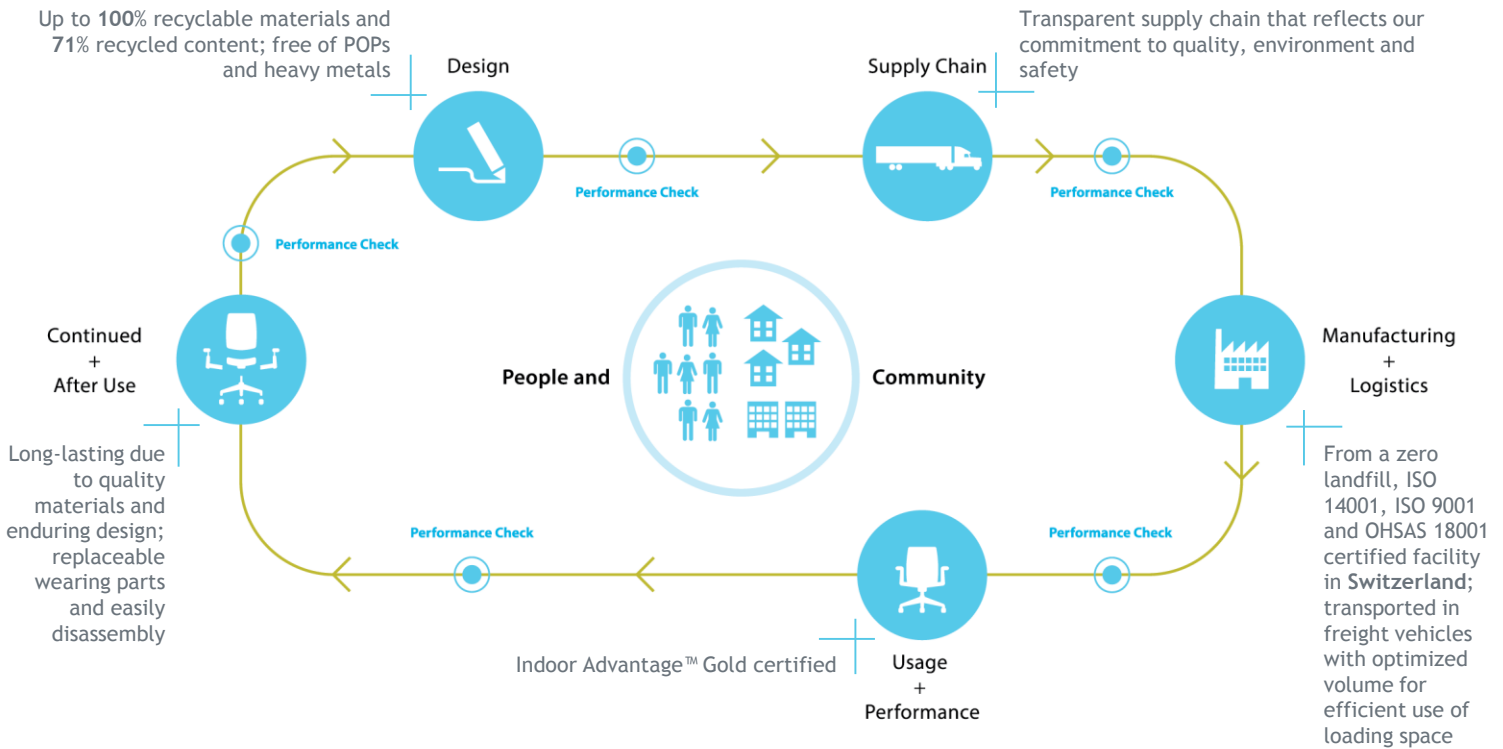 Up to 100% recyclable materials and
71% recycled content; free of POPs
and heavy metals
Design
Supply Chain
Transparent supply chain that reflects our
commitment to quality, environment and
safety
Performance Check
Performance Check
Performance Check
Continued
+
After Use
People and
Community
Manufacturing
+
Logistics
Long-lasting due
to quality
materials and
enduring design;
replaceable
wearing parts
and easily
disassembly
From a zero
landfill, ISO
14001, ISO 9001
and OHSAS 18001
certified facility
in Switzerland;
transported in
freight vehicles
with optimized
volume for
efficient use of
loading space
Performance Check
Performance Check
Indoor Advantage™ Gold certified
Usage
+
Performance